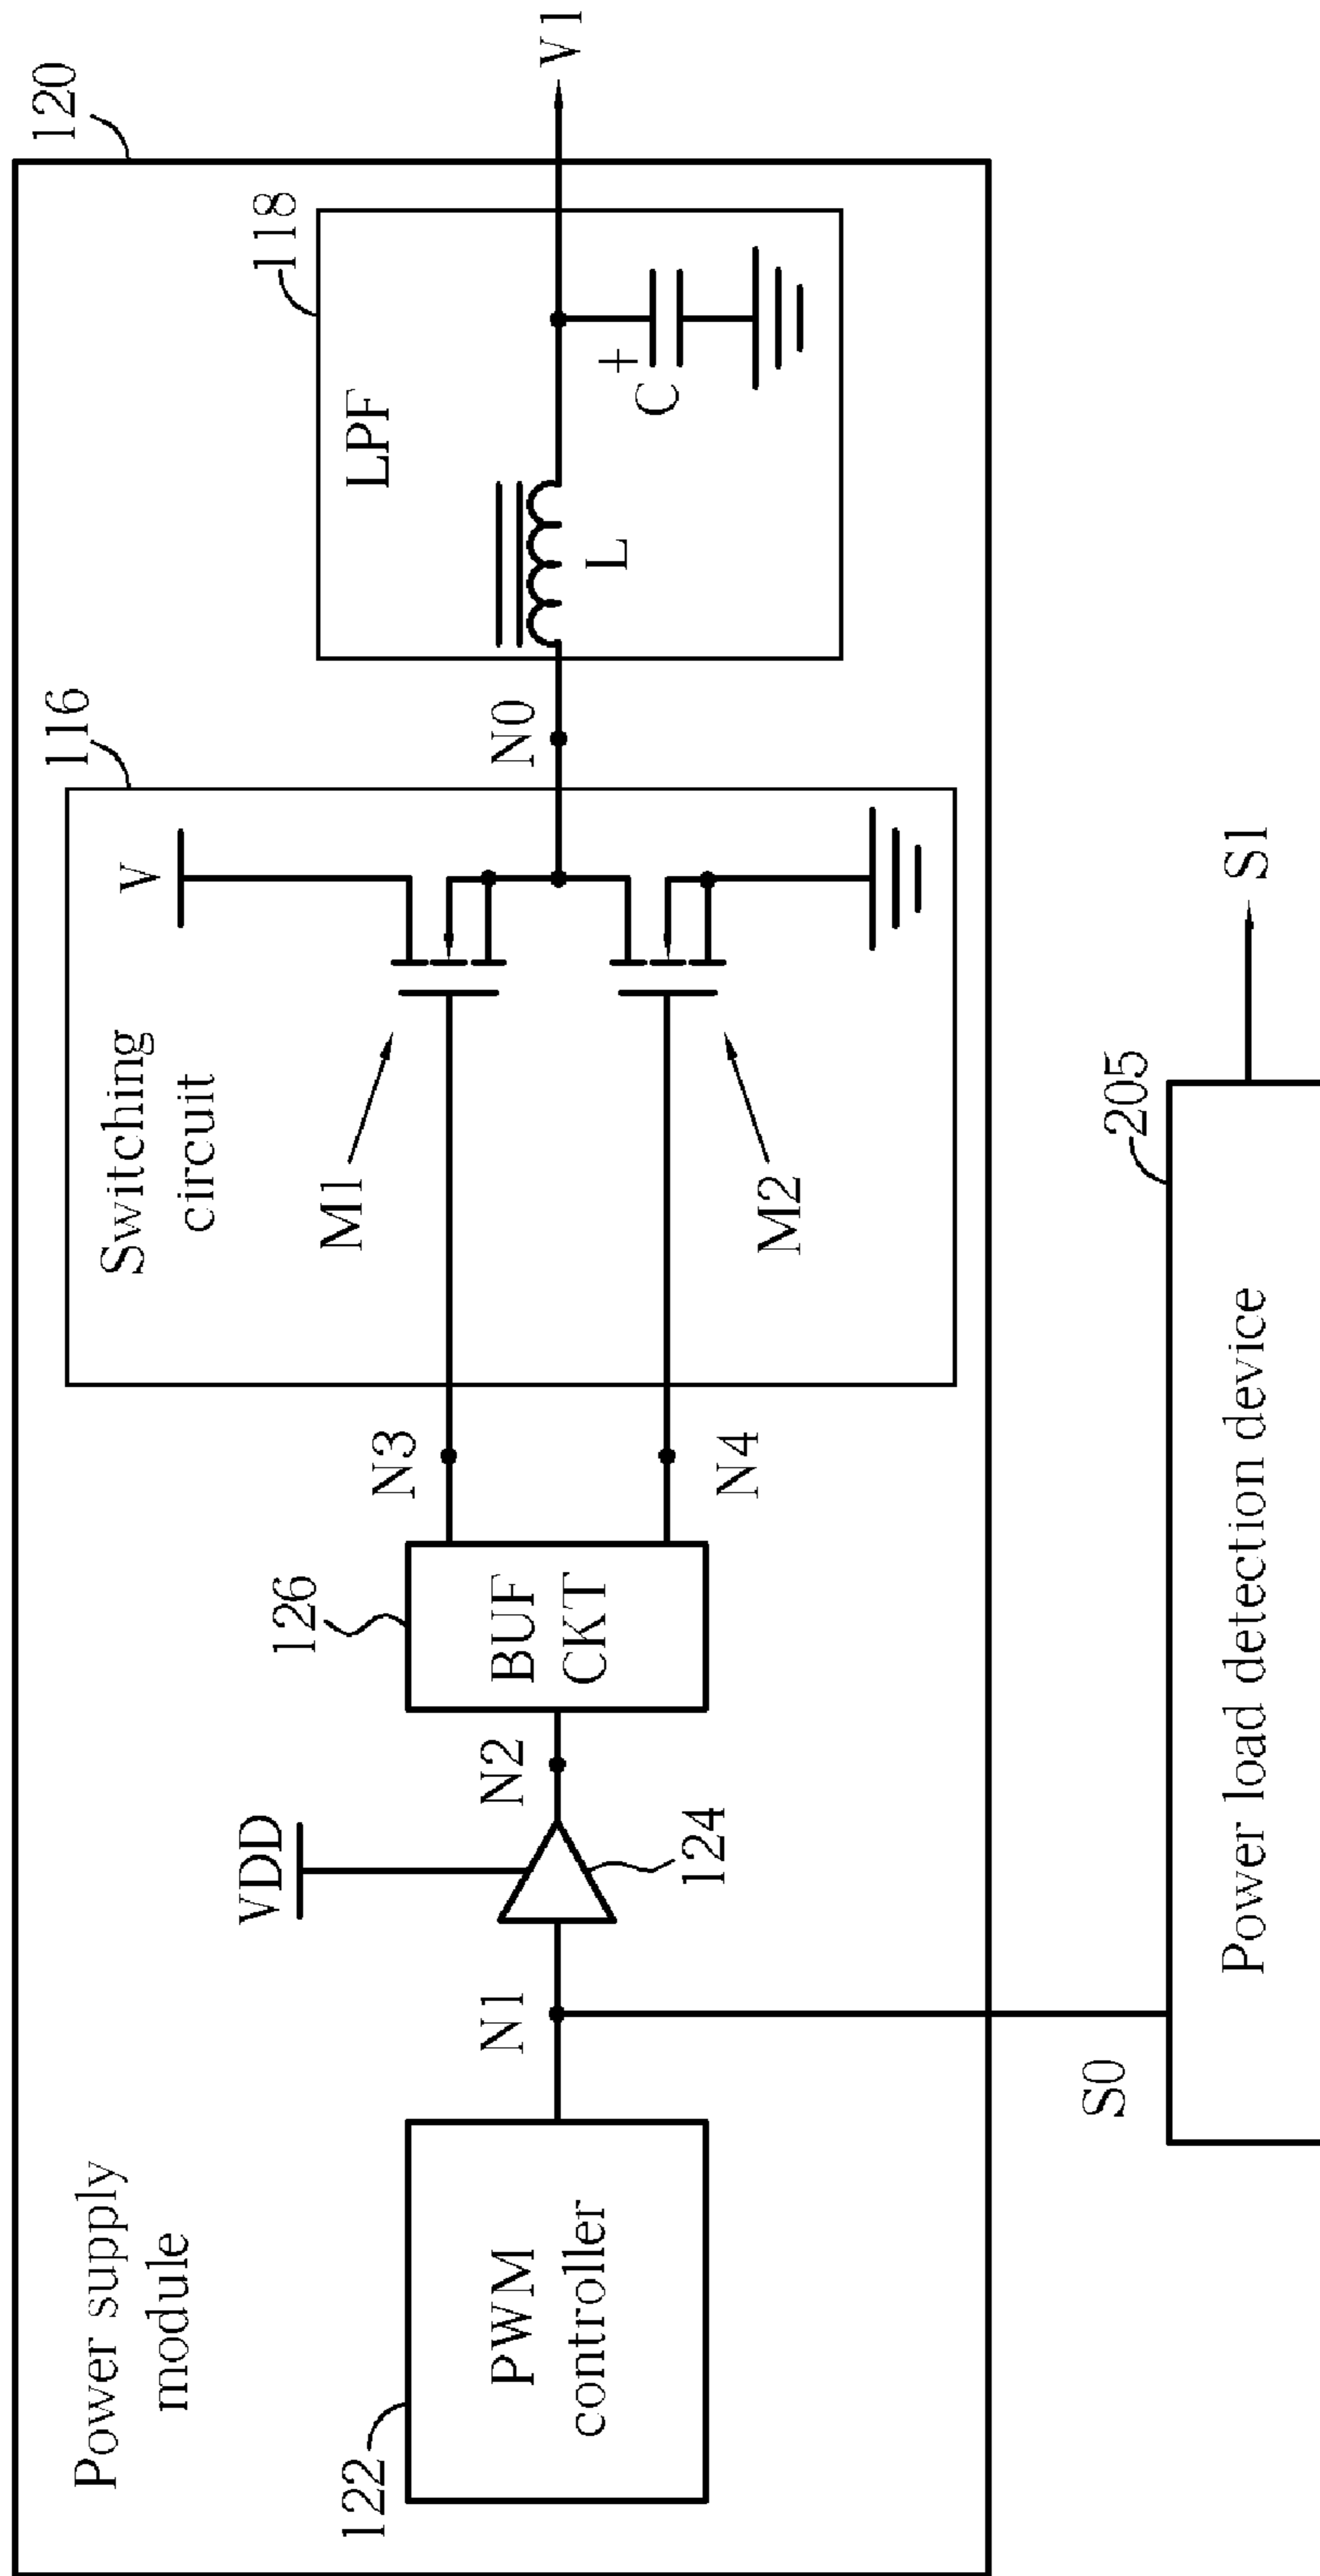 120
Power supply
module
Switching
circuit
116
118
V
LPF
VDD
126
M1
122
PWM
controller
N1
N2
BUF
CKT
N3
N0
L
C
+
V1
124
N4
M2
S0
205
Power load detection device
S1